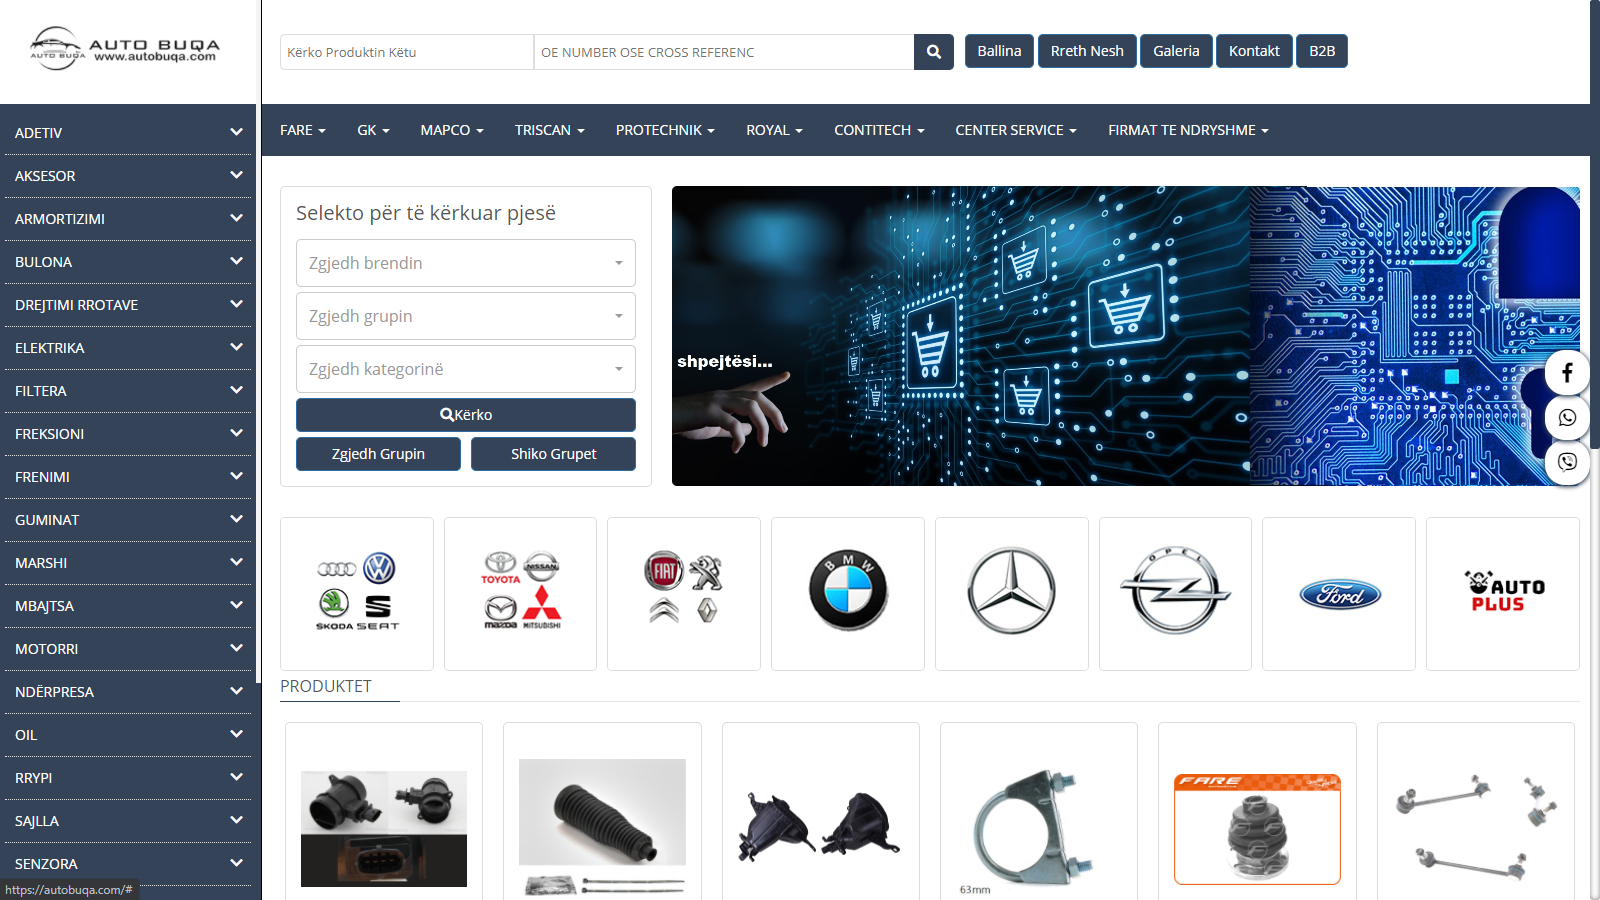 AUTO BUQA
AUTO BUQA
www.autobuqa.com
Kërko Produktin Këtu
OE NUMBER OSE CROSS REFERENC
Ballina
Rreth Nesh
Galeria
Kontakt
B2B
FARE
GK
MAPCO
TRISCAN
PROTECHNIK
ROYAL
CONTITECH
CENTER SERVICE
FIRMAT TE NDRYSHME
ADETIV
AKSESOR
ARMORTIZIMI
BULONA
DREJTIMI RROTAVE
ELEKTRIKA
FILTERA
FREKSIONI
FRENIMI
GUMINAT
MARSHI
MBAJTSA
MOTORRI
NDËRPRESA
OIL
RRYPI
SAJLLA
SENZORA
https://autobuqa.com/#
Selekto për të kërkuar pjesë
Zgjedh brendin
Zgjedh grupin
Zgjedh kategorinë
Kërko
Zgjedh Grupin
Shiko Grupet
shpejtësi...
ŠKODA SEAT
TOYOTA
NISSAN
mazda
MITSUBISHI
FIAT
BMW
OPEL
Ford
AUTO
PLUS
PRODUKTET
63mm
FARE